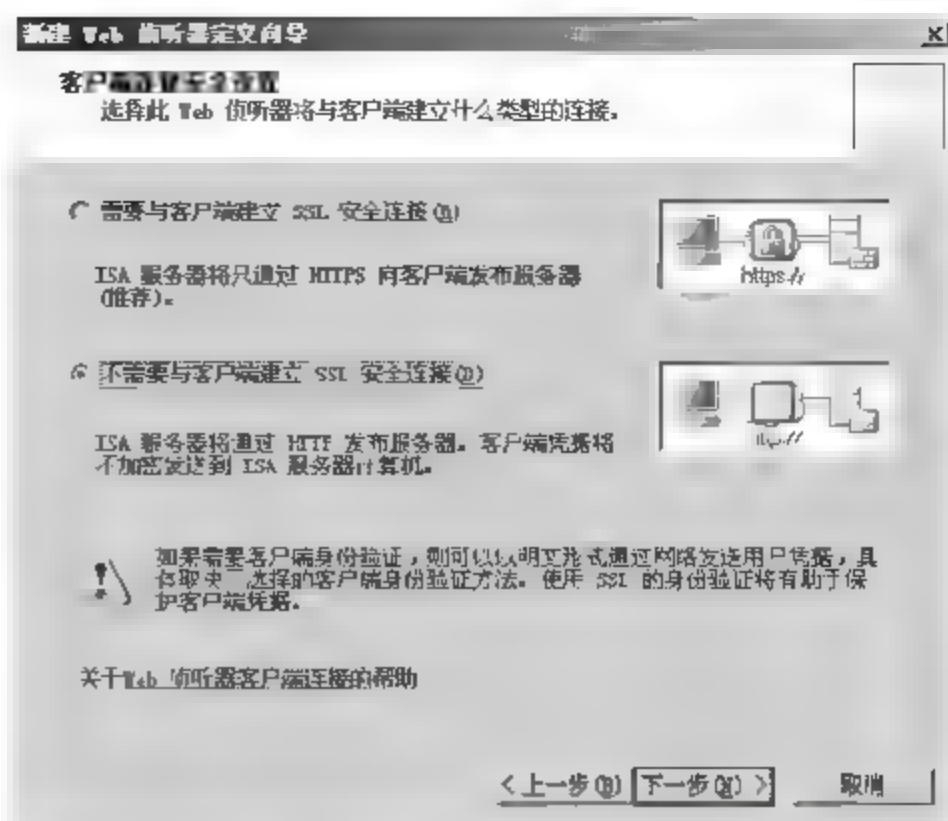 新建 Web 侦听器定义向导
客户端连接安全设置
选择此 Web 侦听器将与客户端建立什么类型的连接。
需要与客户端建立 SSL 安全连接(R)
https://
ISA 服务器将只通过 HTTPS 向客户端发布服务器
(推荐)。
不需要与客户端建立 SSL 安全连接(D)
ISA 服务器将通过 HTTP 发布服务器。客户端凭据将
不加密发送到 ISA 服务器计算机。
如果需要客户端身份验证，则可以以明文形式通过网络发送用户凭据，具
选择的客户端身份验证方法。使用 SSL 的身份验证将有助于保
护客户端凭据。
关于Web 侦听器客户端连接的帮助
<上一步(B) 下一步(N) > 取消